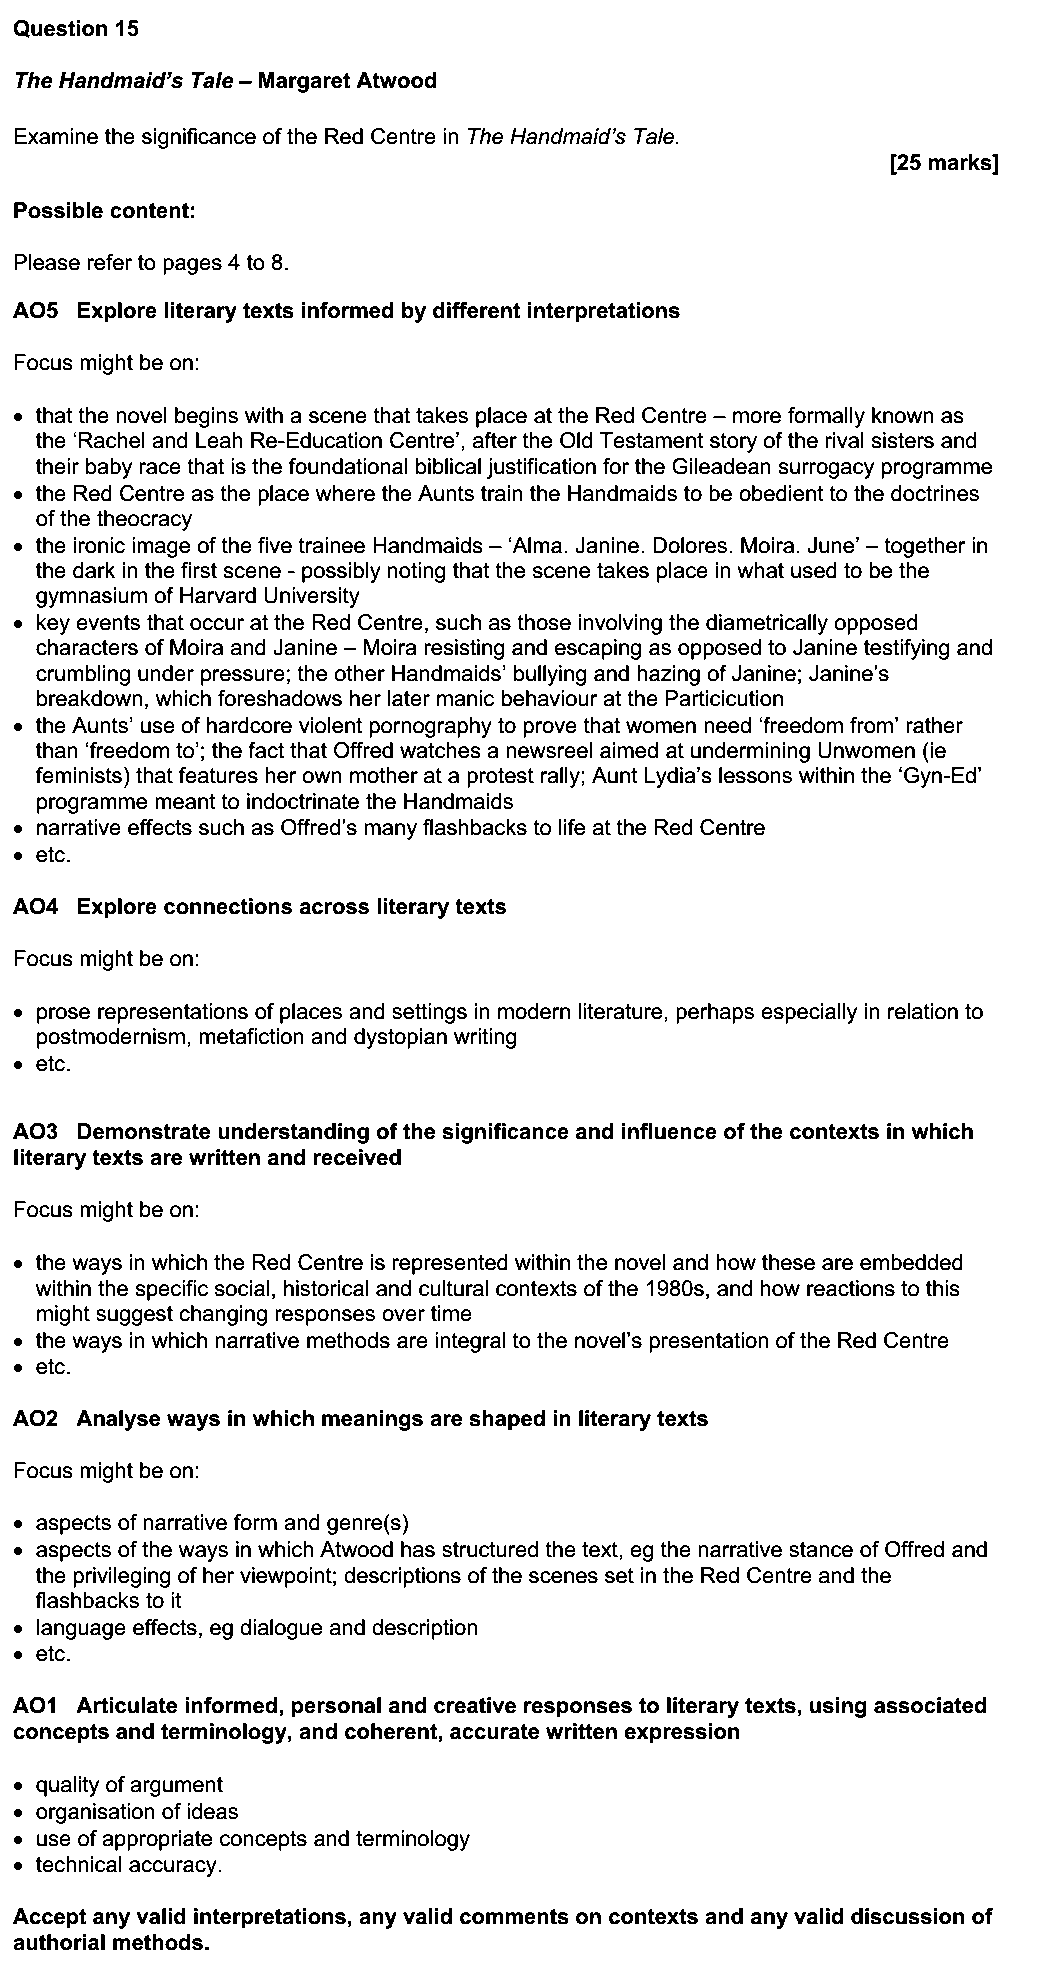 Question 15
The Handmaid's Tale – Margaret Atwood
Examine the significance of the Red Centre in The Handmaid's Tale.
[25 marks]
Possible content:
Please refer to pages 4 to 8.
AO5 Explore literary texts informed by different interpretations
Focus might be on:
• that the novel begins with a scene that takes place at the Red Centre – more formally known as
the 'Rachel and Leah Re-Education Centre', after the Old Testament story of the rival sisters and
their baby race that is the foundational biblical justification for the Gileadean surrogacy programme
• the Red Centre as the place where the Aunts train the Handmaids to be obedient to the doctrines
of the theocracy
• the ironic image of the five trainee Handmaids – 'Alma. Janine. Dolores. Moira. June' – together in
the dark in the first scene - possibly noting that the scene takes place in what used to be the
gymnasium of Harvard University
• key events that occur at the Red Centre, such as those involving the diametrically opposed
characters of Moira and Janine – Moira resisting and escaping as opposed to Janine testifying and
crumbling under pressure; the other Handmaids' bullying and hazing of Janine; Janine's
breakdown, which foreshadows her later manic behaviour at the Particicution
• the Aunts' use of hardcore violent pornography to prove that women need 'freedom from' rather
than 'freedom to'; the fact that Offred watches a newsreel aimed at undermining Unwomen (ie
feminists) that features her own mother at a protest rally; Aunt Lydia's lessons within the 'Gyn-Ed'
programme meant to indoctrinate the Handmaids
• narrative effects such as Offred's many flashbacks to life at the Red Centre
• etc.
AO4 Explore connections across literary texts
Focus might be on:
• prose representations of places and settings in modern literature, perhaps especially in relation to
postmodernism, metafiction and dystopian writing
• etc.
AO3 Demonstrate understanding of the significance and influence of the contexts in which
literary texts are written and received
Focus might be on:
• the ways in which the Red Centre is represented within the novel and how these are embedded
within the specific social, historical and cultural contexts of the 1980s, and how reactions to this
might suggest changing responses over time
• the ways in which narrative methods are integral to the novel's presentation of the Red Centre
• etc.
AO2 Analyse ways in which meanings are shaped in literary texts
Focus might be on:
• aspects of narrative form and genre(s)
• aspects of the ways in which Atwood has structured the text, eg the narrative stance of Offred and
the privileging of her viewpoint; descriptions of the scenes set in the Red Centre and the
flashbacks to it
• language effects, eg dialogue and description
• etc.
AO1 Articulate informed, personal and creative responses to literary texts, using associated
concepts and terminology, and coherent, accurate written expression
• quality of argument
• organisation of ideas
• use of appropriate concepts and terminology
• technical accuracy.
Accept any valid interpretations, any valid comments on contexts and any valid discussion of
authorial methods.